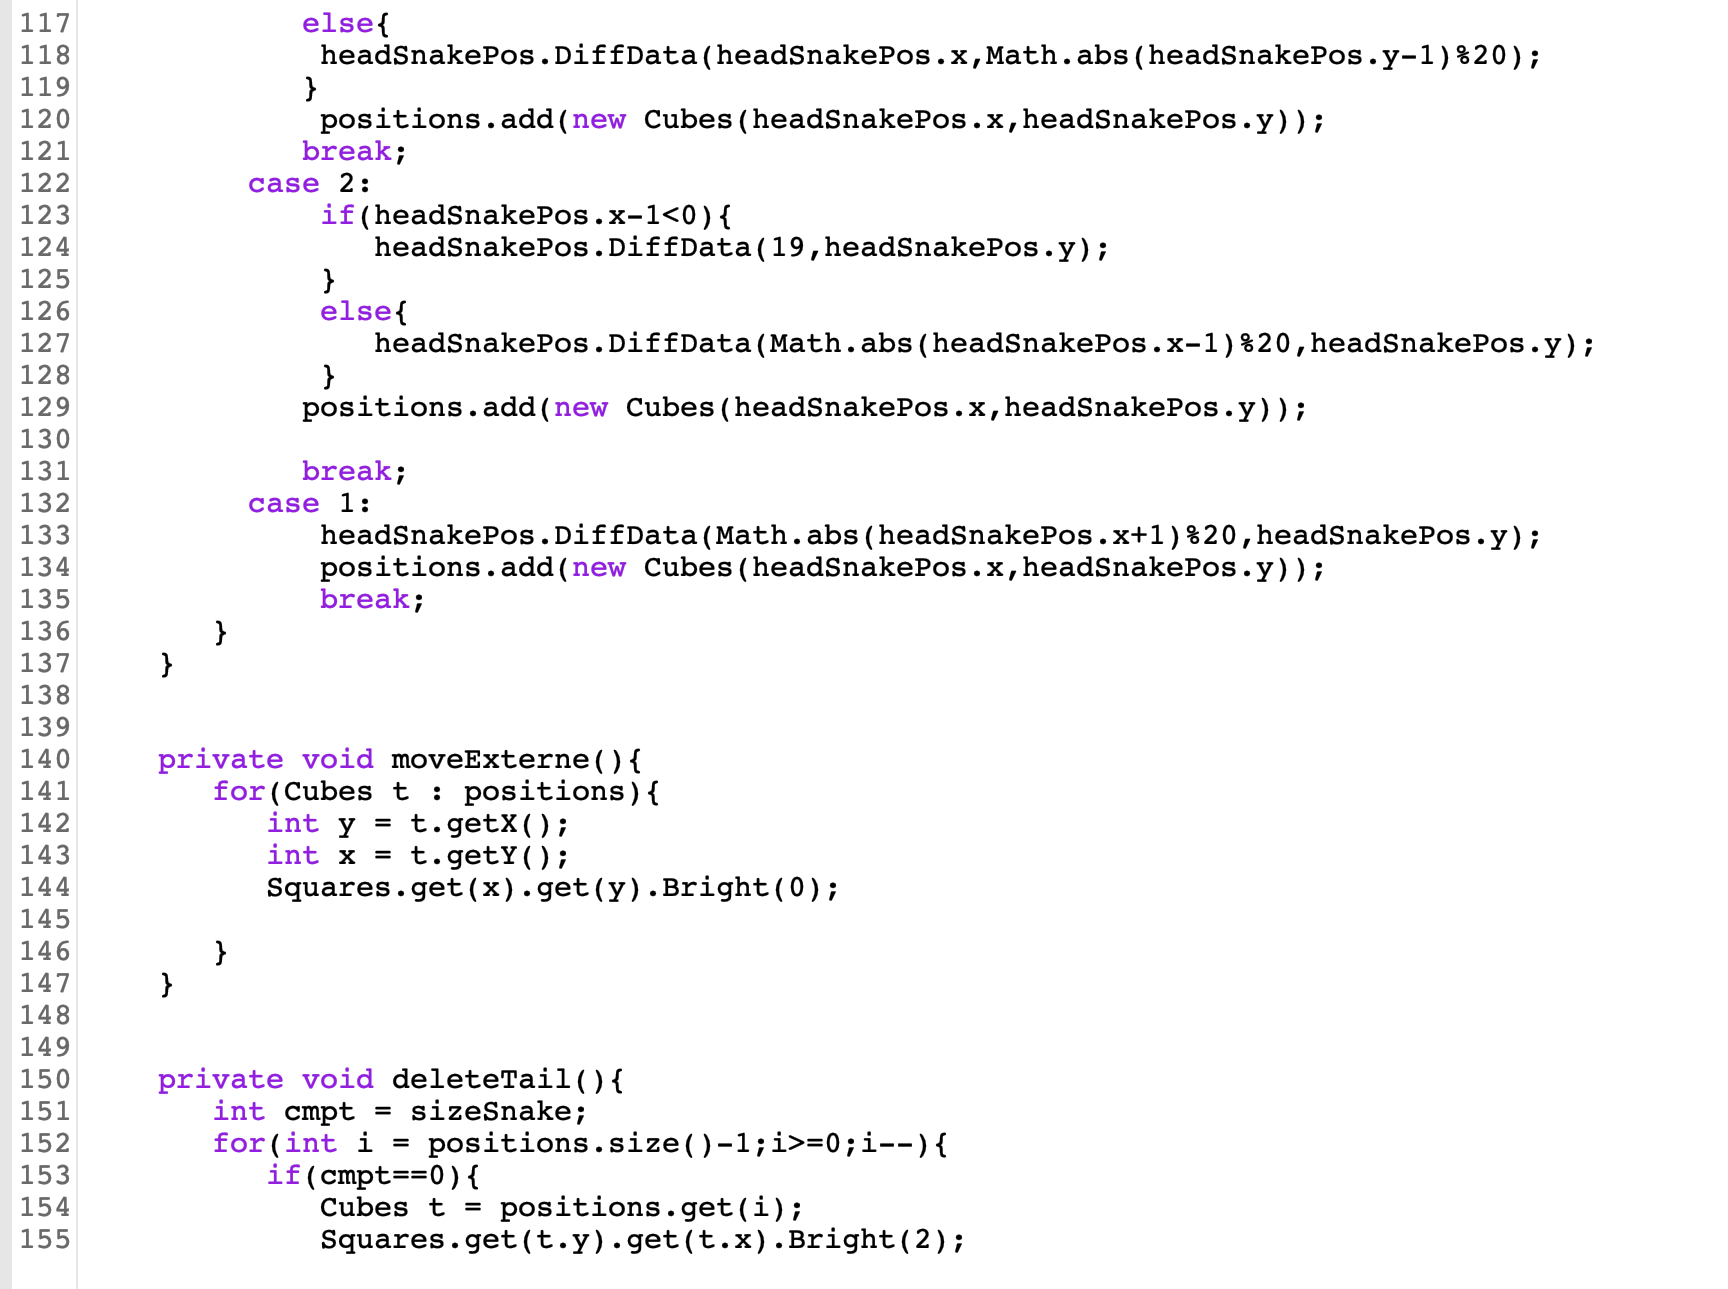 117 else{
118 headSnakePos.DiffData(headSnakePos.x,Math.abs(headSnakePos.y-1)%20);
119 }
120 positions.add(new Cubes(headSnakePos.x,headSnakePos.y));
121 break;
122 case 2:
123 if(headSnakePos.x-1<0){
124 headSnakePos.DiffData(19,headSnakePos.y);
125 }
126 else{
127 headSnakePos.DiffData(Math.abs(headSnakePos.x-1)%20,headSnakePos.y);
128 }
129 positions.add(new Cubes(headSnakePos.x,headSnakePos.y));
130
131 break;
132 case 1:
133 headSnakePos.DiffData(Math.abs(headSnakePos.x+1)%20,headSnakePos.y);
134 positions.add(new Cubes(headSnakePos.x,headSnakePos.y));
135 break;
136 }
137 }
138
139
140 private void moveExterne(){
141 for(Cubes t : positions){
142 int y = t.getX();
143 int x = t.getY();
144 Squares.get(x).get(y).Bright(0);
145
146 }
147 }
148
149
150 private void deleteTail(){
151 int cmpt = sizeSnake;
152 for(int i = positions.size()-1;i>=0;i--){
153 if(cmpt==0){
154 Cubes t = positions.get(i);
155 Squares.get(t.y).get(t.x).Bright(2);